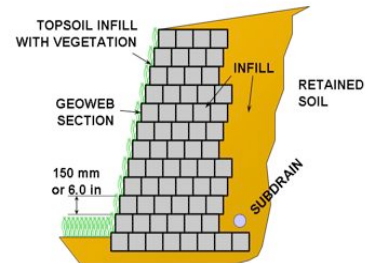 TOPSOIL INFILL
WITH VEGETATION
INFILL
RETAINED
SOIL
GEOWEB
SECTION
150 mm
or 6.0 in
SUBDRAIN